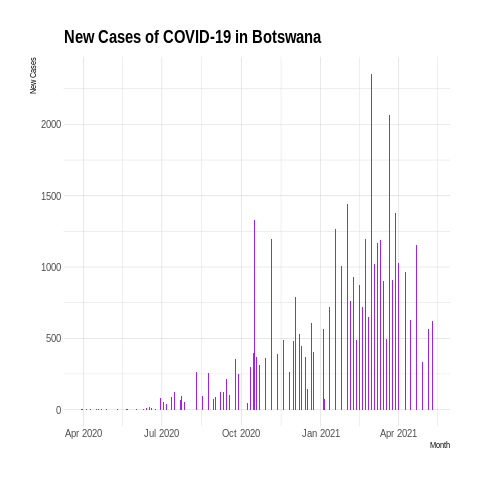 New Cases of COVID-19 in Botswana
New Cases
2000
1500
1000
500
0
Apr 2020 Jul 2020 Oct 2020 Jan 2021 Apr 2021
Month